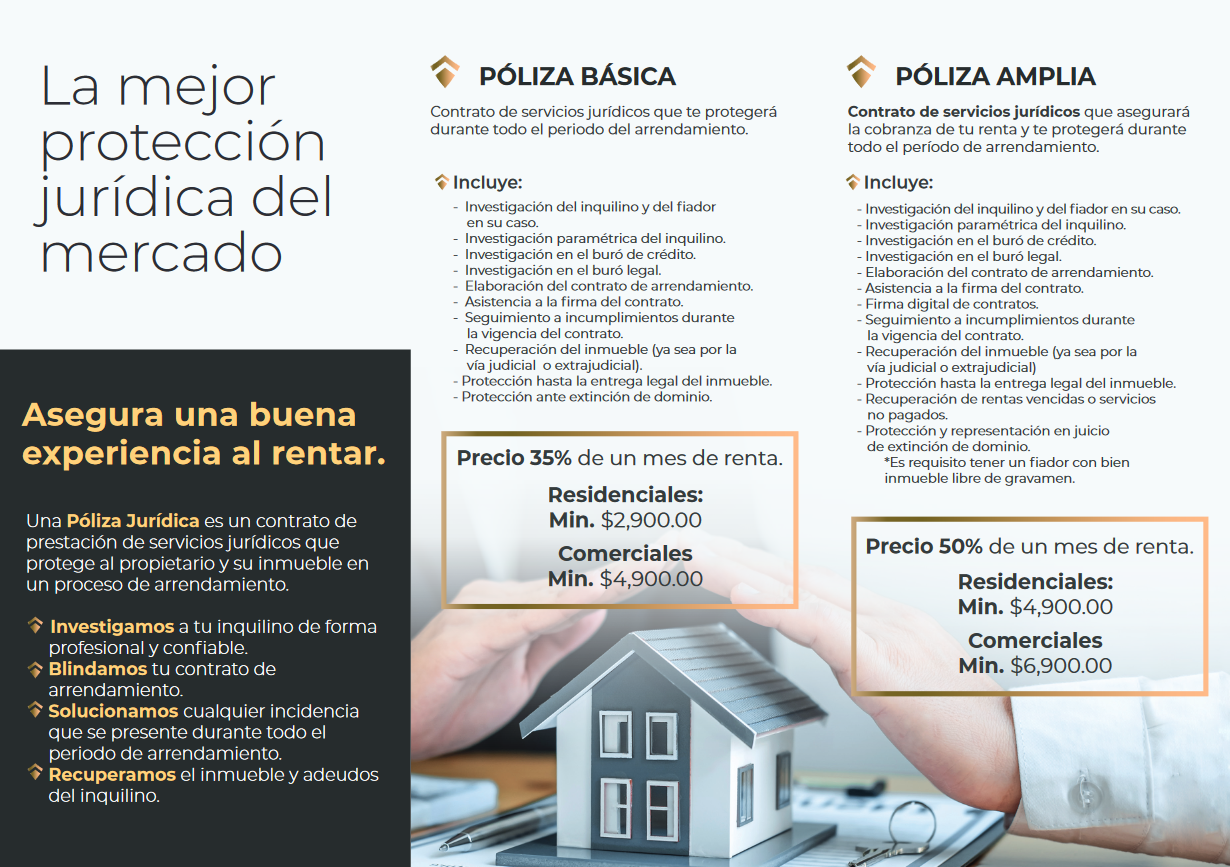 La mejor
protección
jurídica del
mercado
Asegura una buena
experiencia al rentar.
Una Póliza Jurídica es un contrato de
prestación de servicios jurídicos que
protege al propietario y su inmueble en
un proceso de arrendamiento.
Investigamos a tu inquilino de forma
profesional y confiable.
Blindamos tu contrato de
arrendamiento.
Solucionamos cualquier incidencia
que se presente durante todo el
periodo de arrendamiento.
Recuperamos el inmueble y adeudos
del inquilino.
PÓLIZA BÁSICA
Contrato de servicios jurídicos que te protegerá
durante todo el periodo del arrendamiento.
Incluye:
- Investigación del inquilino y del fiador
en su caso.
- Investigación paramétrica del inquilino.
- Investigación en el buró de crédito.
- Investigación en el buró legal.
- Elaboración del contrato de arrendamiento.
- Asistencia a la firma del contrato.
- Seguimiento a incumplimientos durante
la vigencia del contrato.
- Recuperación del inmueble (ya sea por la
vía judicial o extrajudicial).
- Protección hasta la entrega legal del inmueble.
- Protección ante extinción de dominio.
Precio 35% de un mes de renta.
Residenciales:
Min. $2,900.00
Comerciales
Min. $4,900.00
PÓLIZA AMPLIA
Contrato de servicios jurídicos que asegurará
la cobranza de tu renta y te protegerá durante
todo el período de arrendamiento.
Incluye:
- Investigación del inquilino y del fiador en su caso.
- Investigación paramétrica del inquilino.
- Investigación en el buró de crédito.
- Investigación en el buró legal.
- Elaboración del contrato de arrendamiento.
- Asistencia a la firma del contrato.
- Firma digital de contratos.
- Seguimiento a incumplimientos durante
la vigencia del contrato.
- Recuperación del inmueble (ya sea por la
vía judicial o extrajudicial)
- Protección hasta la entrega legal del inmueble.
- Recuperación de rentas vencidas o servicios
no pagados.
- Protección y representación en juicio
de extinción de dominio.
*Es requisito tener un fiador con bien
inmueble libre de gravamen.
Precio 50% de un mes de renta.
Residenciales:
Min. $4,900.00
Comerciales
Min. $6,900.00